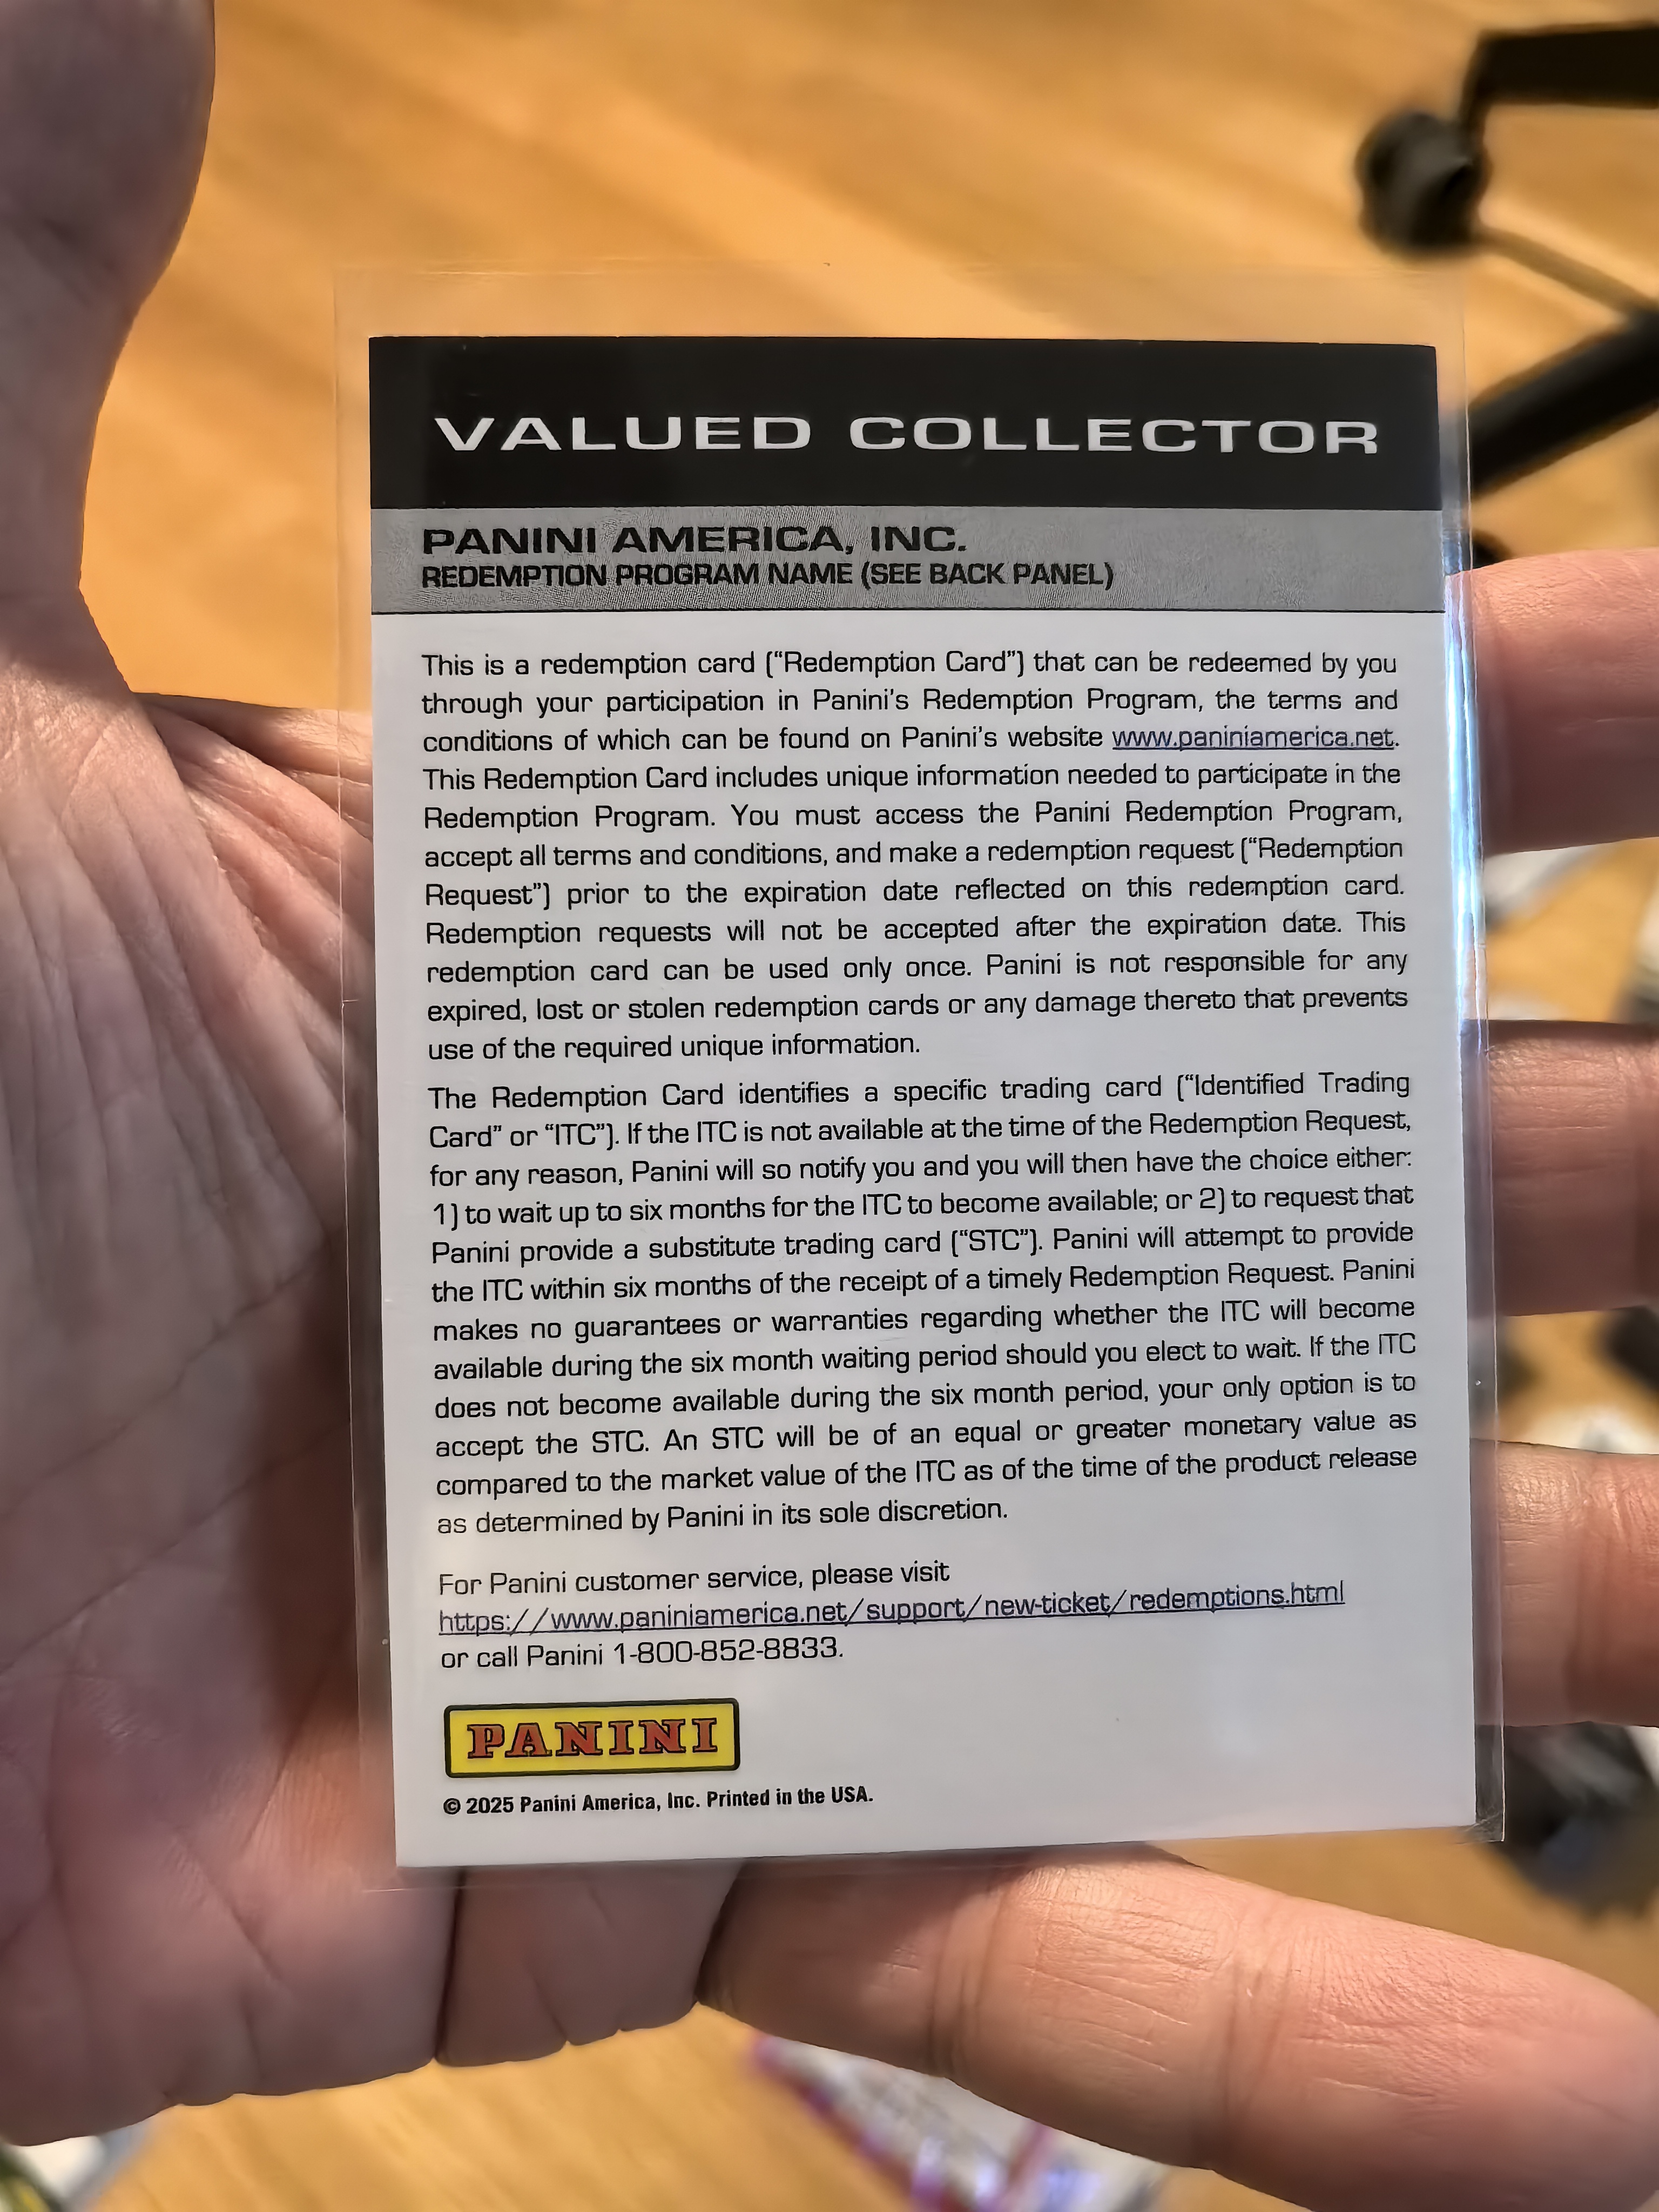 VALUED COLLECTOR
PANINI AMERICA, INC.
REDEMPTION PROGRAM NAME (SEE BACK PANEL)
This is a redemption card (“Redemption Card”) that can be redeemed by you
through your participation in Panini’s Redemption Program, the terms and
conditions of which can be found on Panini’s website www.paniniamerica.net.
This Redemption Card includes unique information needed to participate in the
Redemption Program. You must access the Panini Redemption Program,
accept all terms and conditions, and make a redemption request (“Redemption
Request”) prior to the expiration date reflected on this redemption card.
Redemption requests will not be accepted after the expiration date. This
redemption card can be used only once. Panini is not responsible for any
expired, lost or stolen redemption cards or any damage thereto that prevents
use of the required unique information.
The Redemption Card identifies a specific trading card (“Identified Trading
Card” or “ITC”). If the ITC is not available at the time of the Redemption Request,
for any reason, Panini will so notify you and you will then have the choice either:
1) to wait up to six months for the ITC to become available; or 2) to request that
Panini provide a substitute trading card (“STC”). Panini will attempt to provide
the ITC within six months of the receipt of a timely Redemption Request. Panini
makes no guarantees or warranties regarding whether the ITC will become
available during the six month waiting period should you elect to wait. If the ITC
does not become available during the six month period, your only option is to
accept the STC. An STC will be of an equal or greater monetary value as
compared to the market value of the ITC as of the time of the product release
as determined by Panini in its sole discretion.
For Panini customer service, please visit
https://www.paniniamerica.net/support/new-ticket/redemptions.html
or call Panini 1-800-852-8833.
PANINI
© 2025 Panini America, Inc. Printed in the USA.